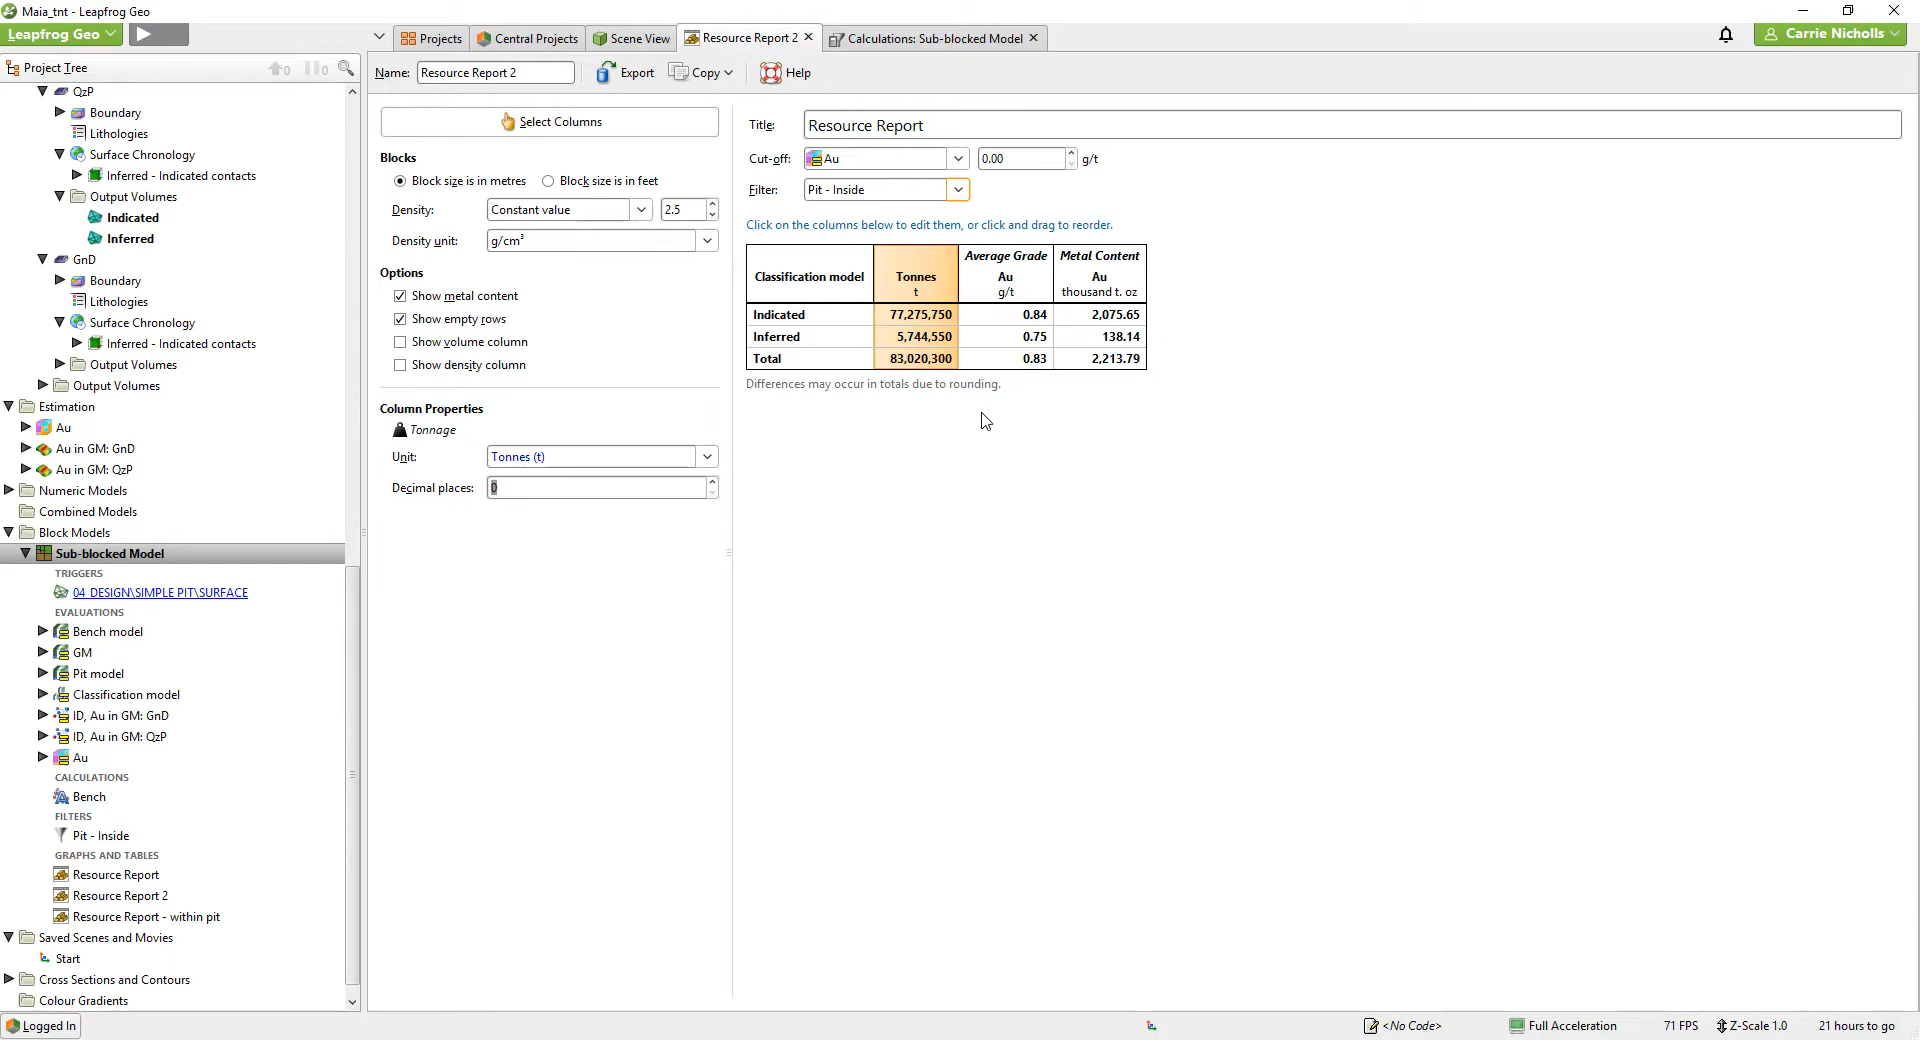 Maia_tnt - Leapfrog Geo
Leapfrog Geo
Projects
Central Projects
Scene View
Resource Report 2
Calculations: Sub-blocked Model
Carrie Nicholls
Project Tree
0
0
Name:
Resource Report 2
Export
Copy
Help
QzP
Boundary
Lithologies
Surface Chronology
Inferred - Indicated contacts
Output Volumes
Indicated
Inferred
GnD
Boundary
Lithologies
Surface Chronology
Inferred - Indicated contacts
Output Volumes
Output Volumes
Estimation
Au
Au in GM: GnD
Au in GM: QzP
Numeric Models
Combined Models
Block Models
Sub-blocked Model
TRIGGERS
04_DESIGN\SIMPLE PIT\SURFACE
EVALUATIONS
Bench model
GM
Pit model
Classification model
ID, Au in GM: GnD
ID, Au in GM: QzP
Au
CALCULATIONS
Bench
FILTERS
Pit - Inside
GRAPHS AND TABLES
Resource Report
Resource Report 2
Resource Report - within pit
Saved Scenes and Movies
Start
Cross Sections and Contours
Colour Gradients
Select Columns
Blocks
Block size is in metres
Block size is in feet
Density:
Constant value
2.5
Density unit:
g/cm³
Options
Show metal content
Show empty rows
Show volume column
Show density column
Column Properties
Tonnage
Unit:
Tonnes (t)
Decimal places:
0
Title:
Resource Report
Cut-off:
Au
0.00
g/t
Filter:
Pit - Inside
Click on the columns below to edit them, or click and drag to reorder.
Average Grade Metal Content
Classification model Tonnes Au Au
t g/t thousand t. oz
Indicated 77,275,750 0.84 2,075.65
Inferred 5,744,550 0.75 138.14
Total 83,020,300 0.83 2,213.79
Differences may occur in totals due to rounding.
Logged In
<No Code>
Full Acceleration
71 FPS
Z-Scale 1.0
21 hours to go